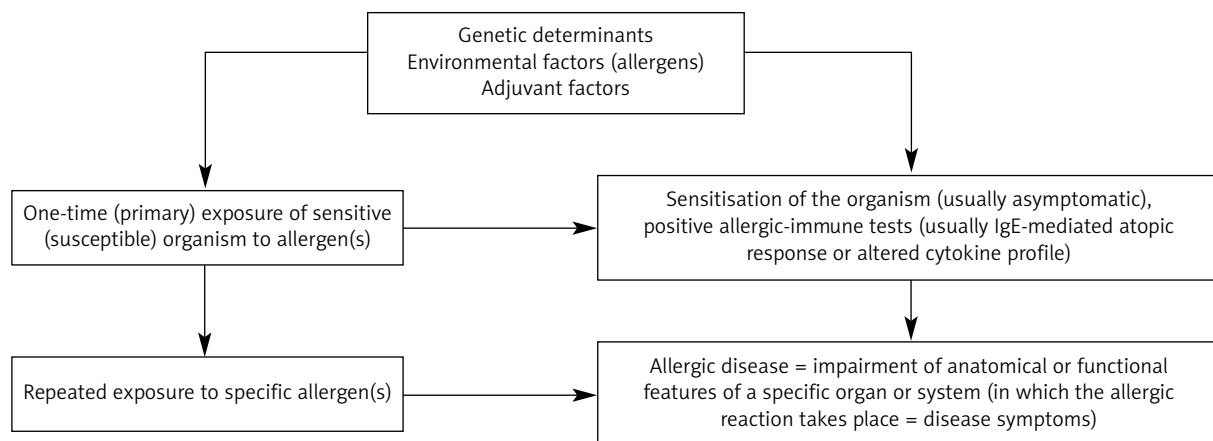 Genetic determinants
Environmental factors (allergens)
Adjuvant factors
One-time (primary) exposure of sensitive
(susceptible) organism to allergen(s)
Sensitisation of the organism (usually asymptomatic),
positive allergic-immune tests (usually IgE-mediated atopic
response or altered cytokine profile)
Repeated exposure to specific allergen(s)
Allergic disease = impairment of anatomical or functional
features of a specific organ or system (in which the allergic
reaction takes place = disease symptoms)